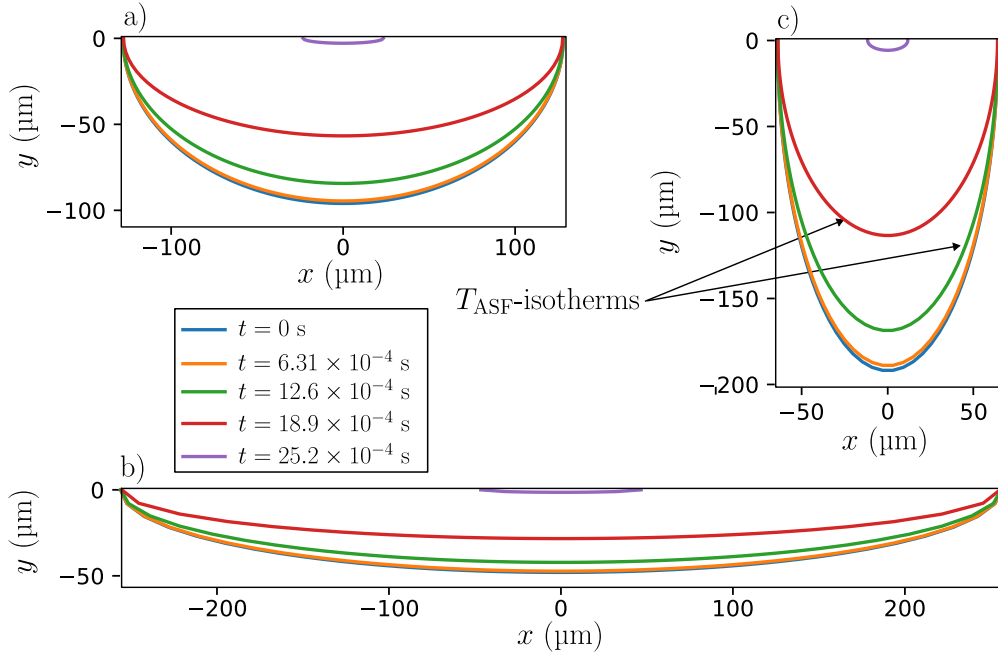 a)
0
−50
−100
y (µm)
−100
0
100
x (µm)
c)
0
−50
−100
−150
−200
y (µm)
−50
0
50
x (µm)
T_ASF-isotherms
t = 0 s
t = 6.31 × 10⁻⁴ s
t = 12.6 × 10⁻⁴ s
t = 18.9 × 10⁻⁴ s
t = 25.2 × 10⁻⁴ s
b)
0
−50
y (µm)
−200
−100
0
100
200
x (µm)